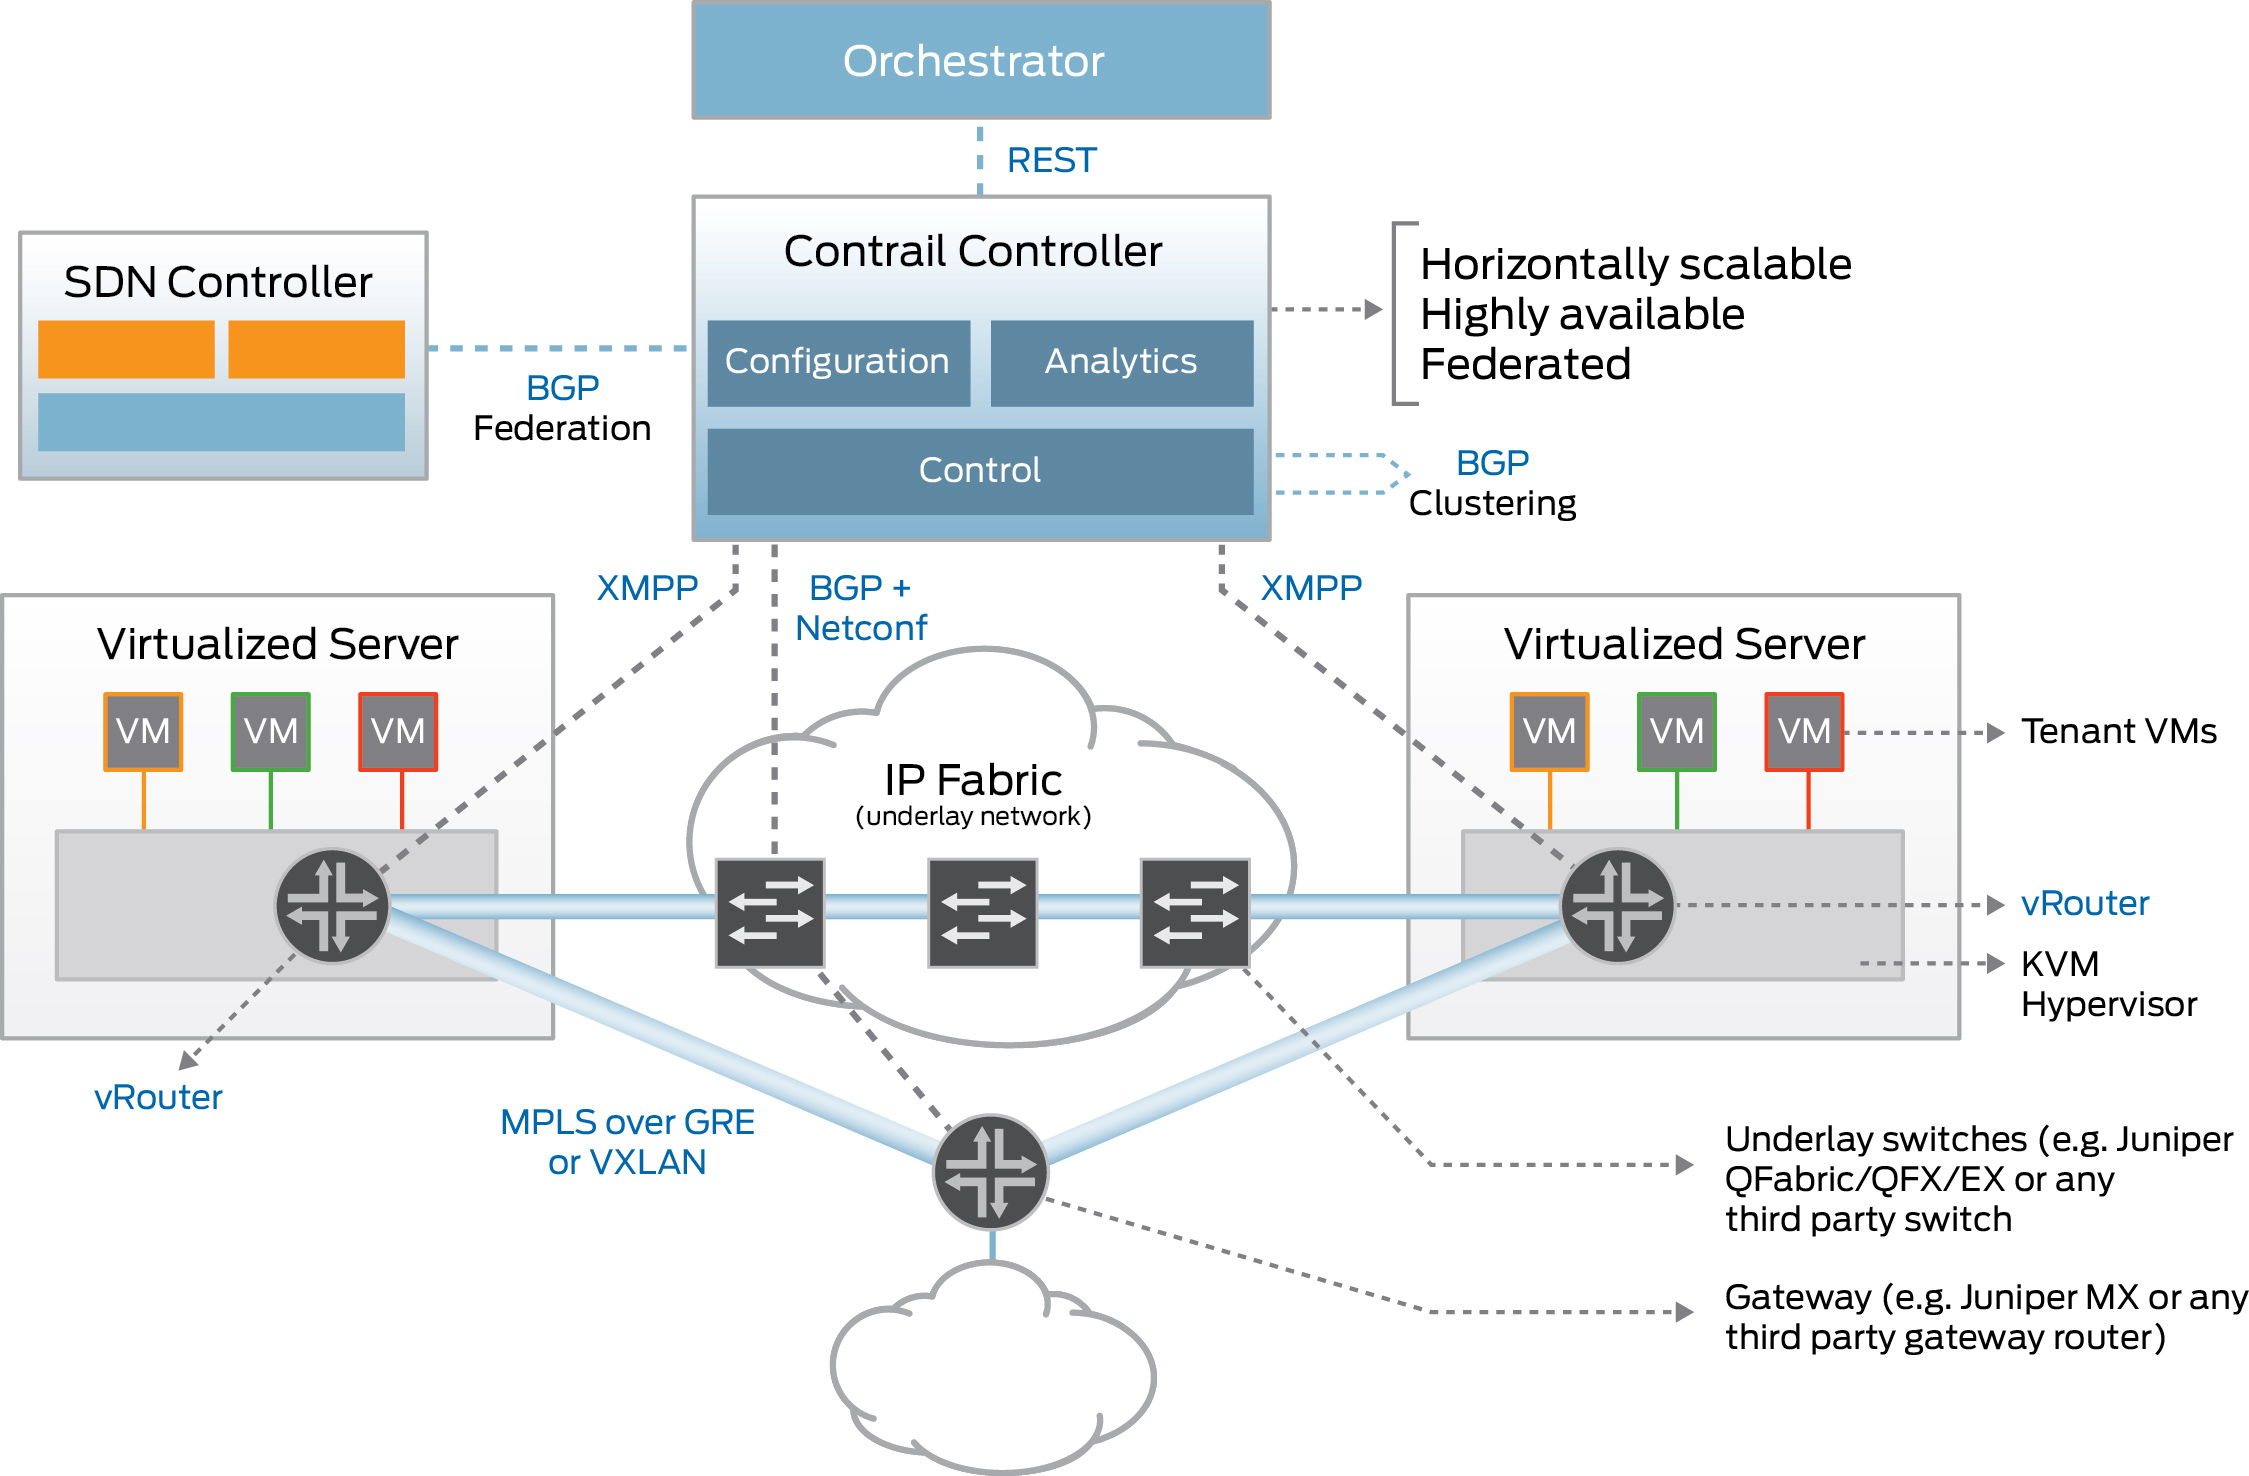 Orchestrator
REST
Contrail Controller
SDN Controller
Configuration
Analytics
Control
BGP
Federation
Horizontally scalable
Highly available
Federated
BGP
Clustering
XMPP
BGP +
Netconf
XMPP
Virtualized Server
VM
VM
VM
IP Fabric
(underlay network)
Virtualized Server
VM
VM
VM
Tenant VMs
vRouter
KVM
Hypervisor
vRouter
MPLS over GRE
or VXLAN
Underlay switches (e.g. Juniper
QFabric/QFX/EX or any
third party switch
Gateway (e.g. Juniper MX or any
third party gateway router)